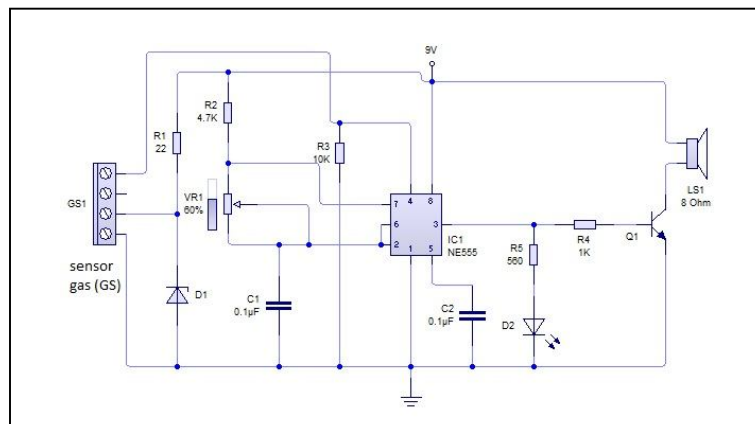 9V
R2
4.7K
R1
22
R3
10K
GS1
VR1
60%
7
4
8
6
3
2
1
5
IC1
NE555
LS1
8 Ohm
R5
560
R4
1K
Q1
sensor
gas (GS)
D1
C1
0.1µF
C2
0.1µF
D2